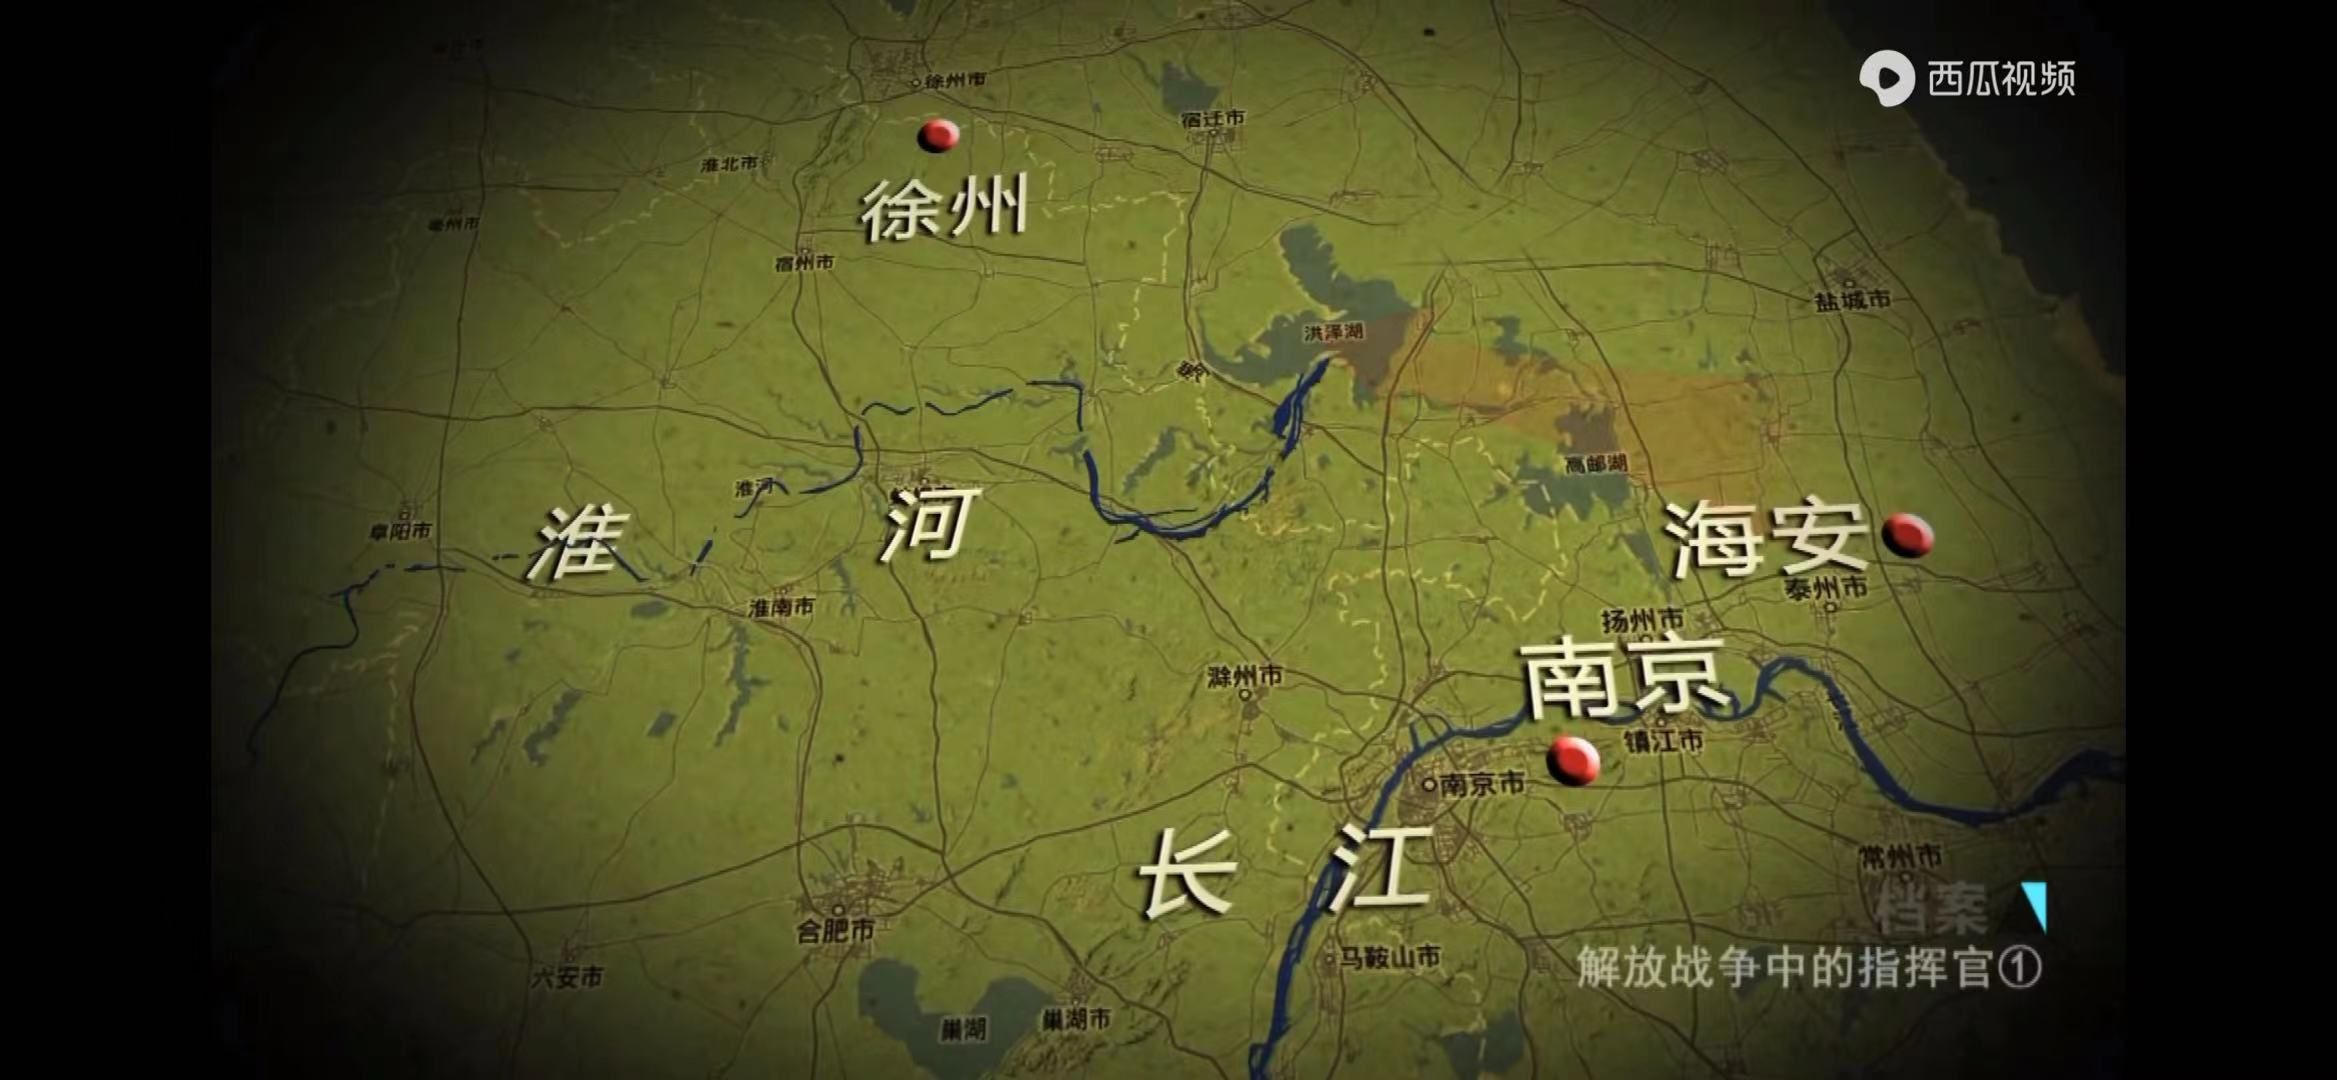 西瓜视频
徐州市
宿迁市
淮北市
徐州
亳州市
宿州市
盐城市
洪泽湖
高邮湖
淮河
淮河
海安
阜阳市
泰州市
淮南市
扬州市
滁州市
南京
镇江市
南京市
长江
常州市
档案
合肥市
马鞍山市
解放战争中的指挥官①
六安市
巢湖
巢湖市